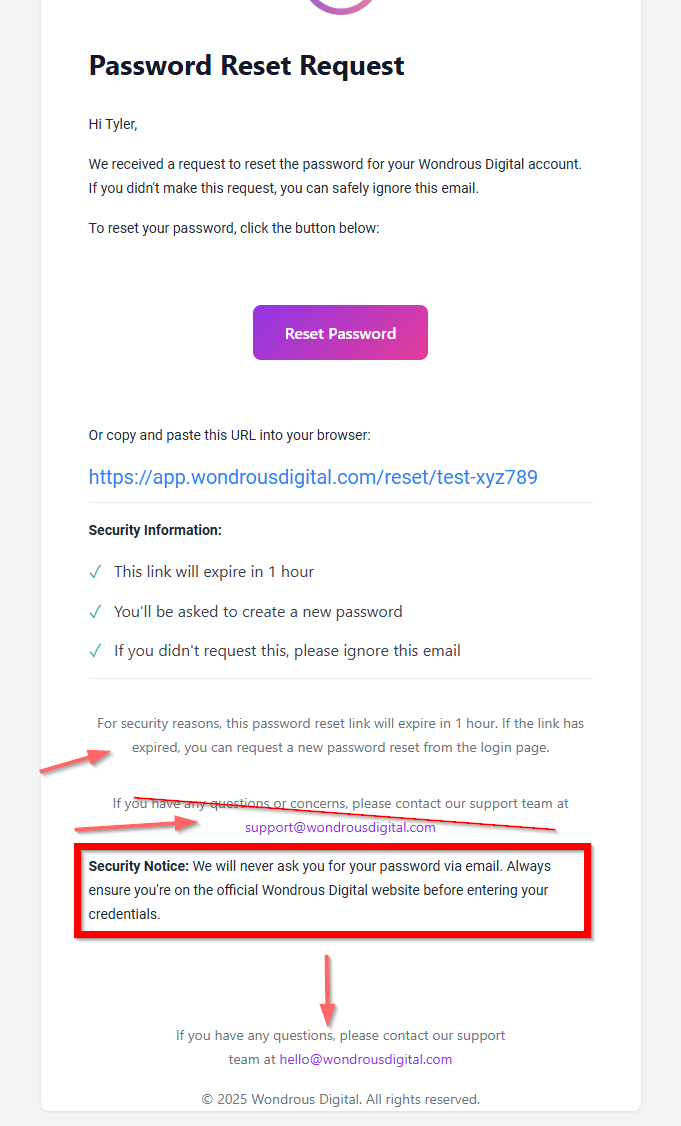 Password Reset Request
Hi Tyler,
We received a request to reset the password for your Wondrous Digital account.
If you didn't make this request, you can safely ignore this email.
To reset your password, click the button below:
Reset Password
Or copy and paste this URL into your browser:
https://app.wondrousdigital.com/reset/test-xyz789
Security Information:
✓ This link will expire in 1 hour
✓ You'll be asked to create a new password
✓ If you didn't request this, please ignore this email
For security reasons, this password reset link will expire in 1 hour. If the link has
expired, you can request a new password reset from the login page.
If you have any questions or concerns, please contact our support team at
support@wondrousdigital.com
Security Notice: We will never ask you for your password via email. Always
ensure you're on the official Wondrous Digital website before entering your
credentials.
If you have any questions, please contact our support
team at hello@wondrousdigital.com
© 2025 Wondrous Digital. All rights reserved.